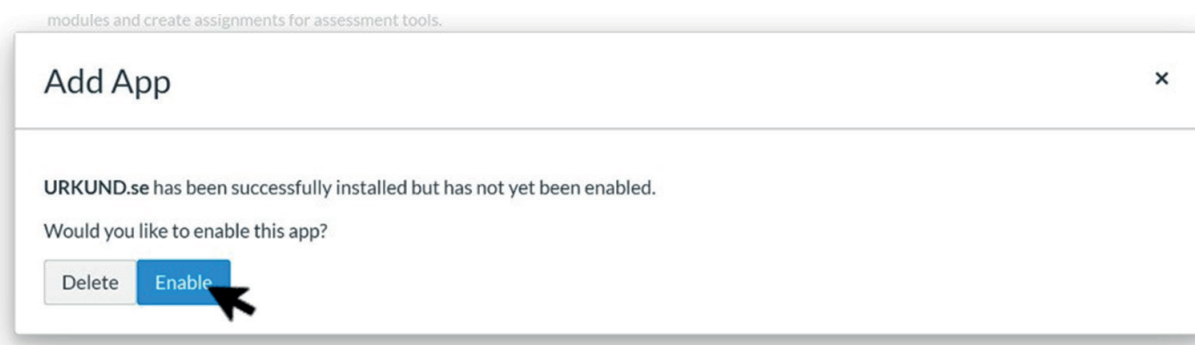 modules and create assignments for assessment tools.
Add App
×
URKUND.se has been successfully installed but has not yet been enabled.
Would you like to enable this app?
Delete Enable